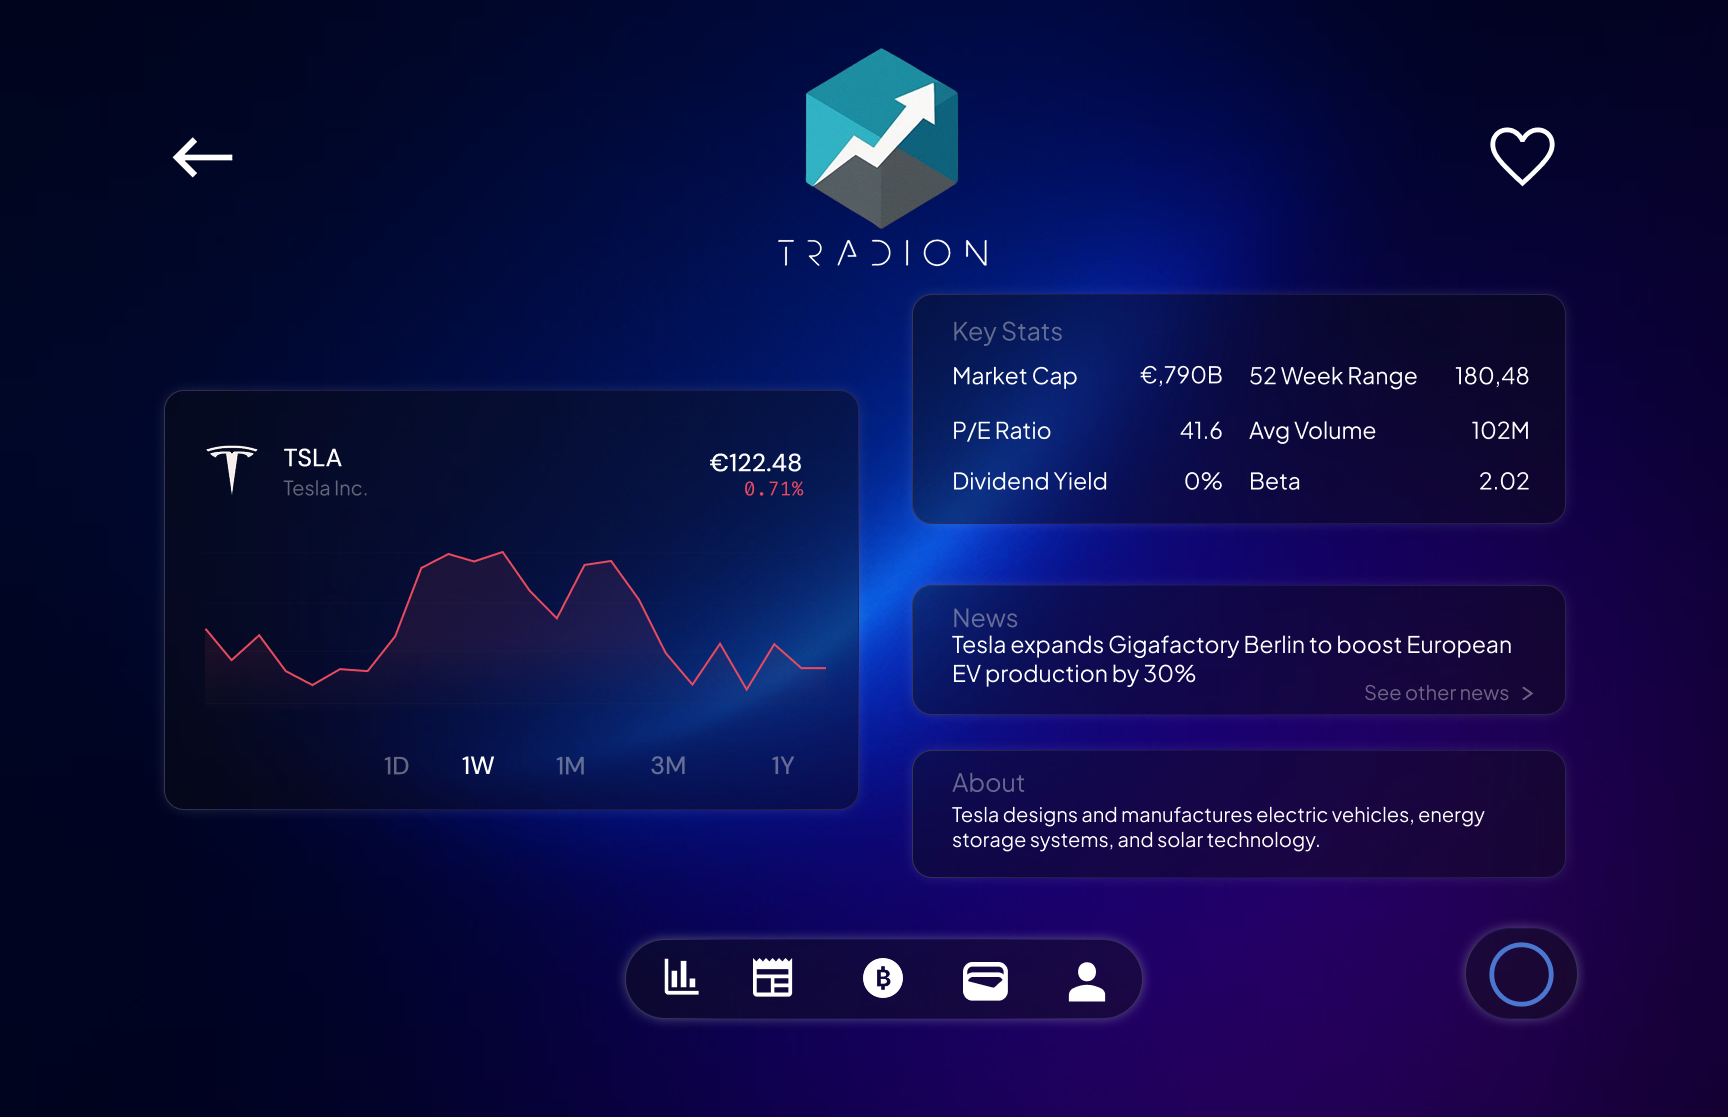 TRADION
TSLA
Tesla Inc.
€122.48
0.71%
1D 1W 1M 3M 1Y
Key Stats
Market Cap €,790B 52 Week Range 180,48
P/E Ratio 41.6 Avg Volume 102M
Dividend Yield 0% Beta 2.02
News
Tesla expands Gigafactory Berlin to boost European
EV production by 30%
See other news >
About
Tesla designs and manufactures electric vehicles, energy
storage systems, and solar technology.